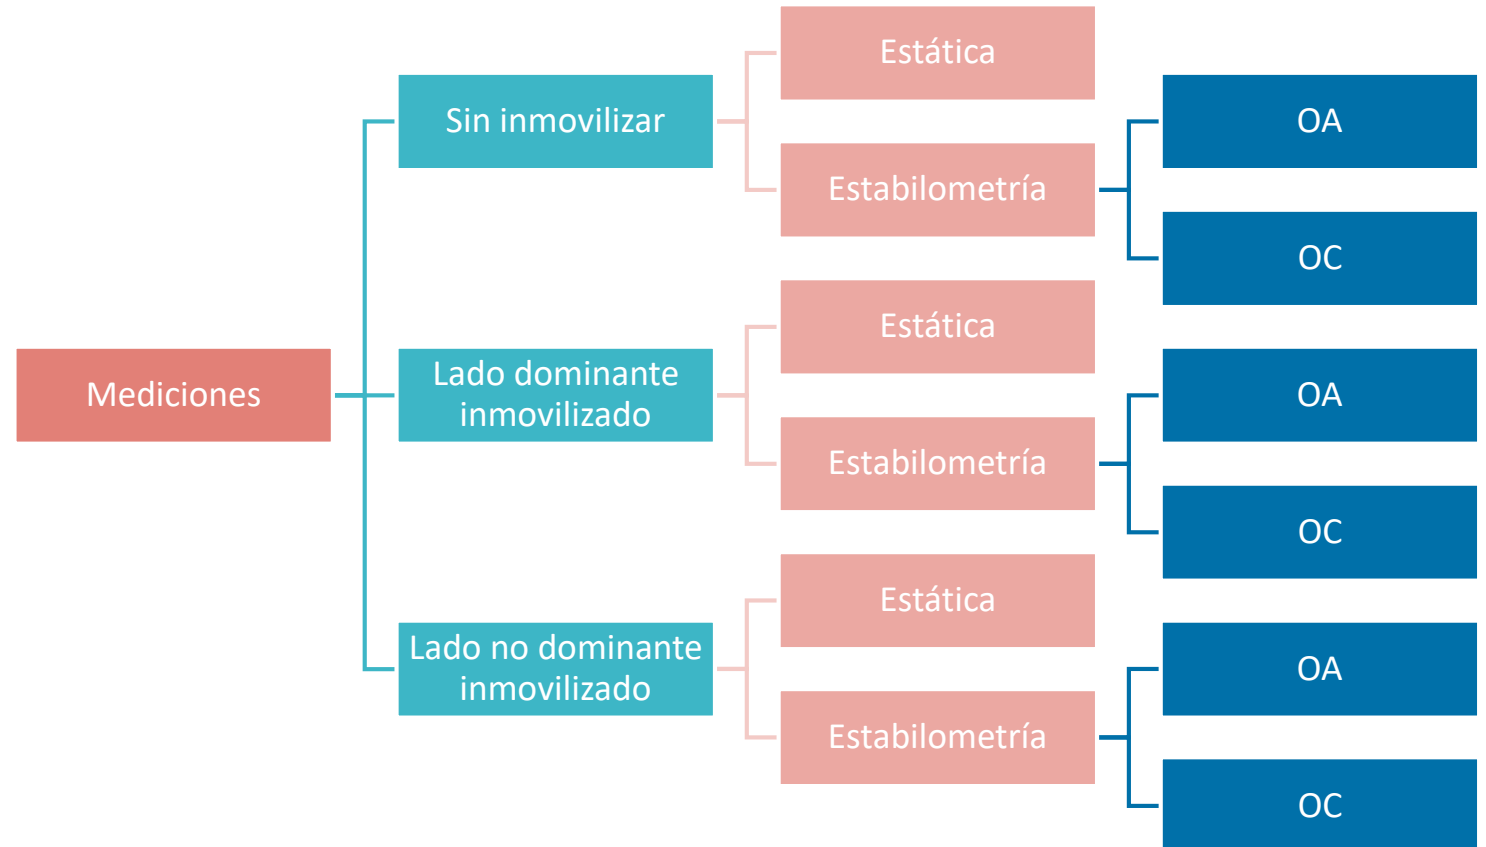 Mediciones
Sin inmovilizar
Estática
Estabilometría
OA
OC
Lado dominante
inmovilizado
Estática
Estabilometría
OA
OC
Lado no dominante
inmovilizado
Estática
Estabilometría
OA
OC